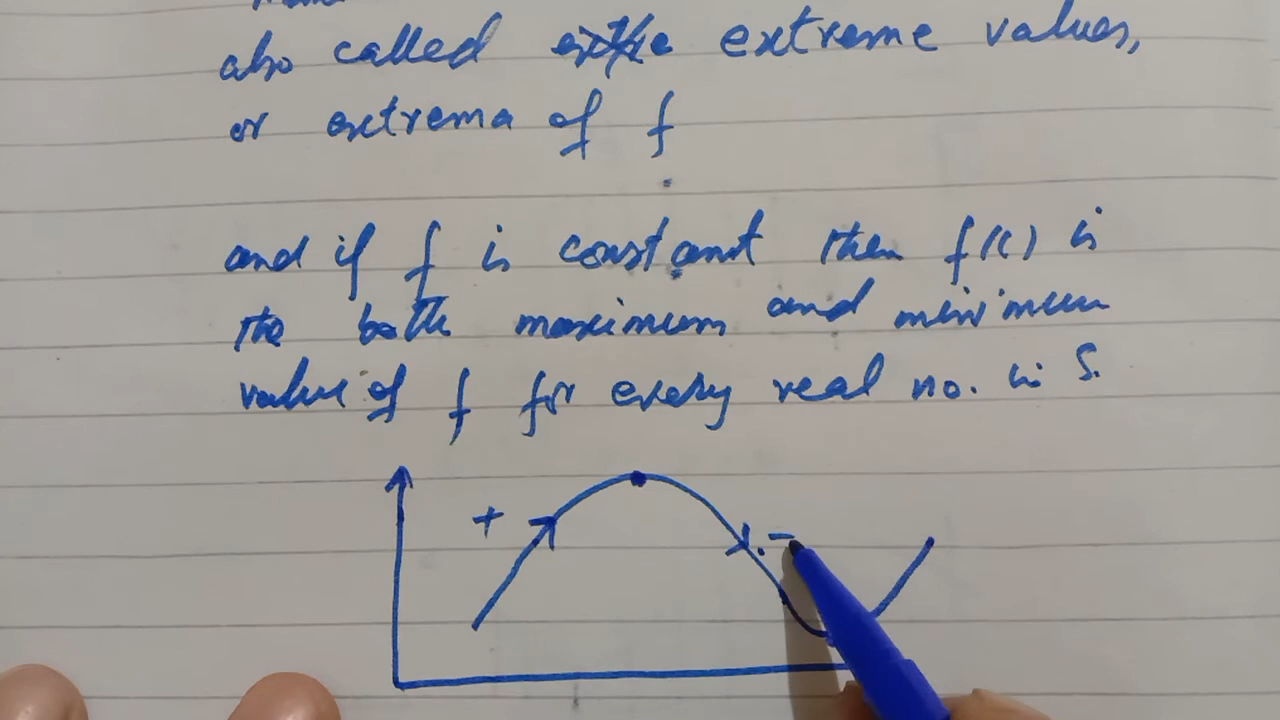 also called extreme values,
or extrema of f
and if f is constant then f(c) is
the both maximum and minimum
value of f for every real no. in S.
+
-